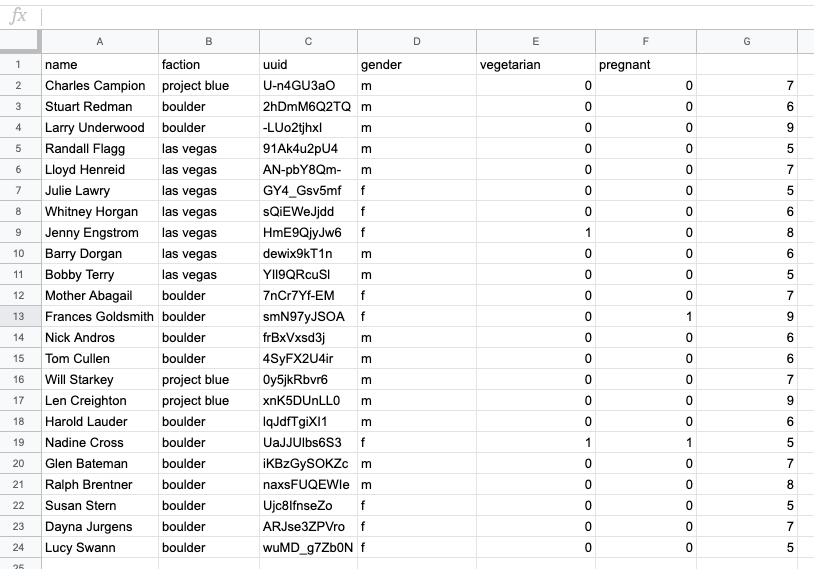 fx
A B C D E F G
1 name faction uuid gender vegetarian pregnant
2 Charles Campion project blue U-n4GU3aO m 0 0 7
3 Stuart Redman boulder 2hDmM6Q2TQ m 0 0 6
4 Larry Underwood boulder -LUo2tjhxI m 0 0 9
5 Randall Flagg las vegas 91Ak4u2pU4 m 0 0 5
6 Lloyd Henreid las vegas AN-pbY8Qm- m 0 0 7
7 Julie Lawry las vegas GY4_Gsv5mf f 0 0 5
8 Whitney Horgan las vegas sQiEWeJjdd f 0 0 6
9 Jenny Engstrom las vegas HmE9QjyJw6 f 1 0 8
10 Barry Dorgan las vegas dewix9kT1n m 0 0 6
11 Bobby Terry las vegas YII9QRcuSI m 0 0 5
12 Mother Abagail boulder 7nCr7Yf-EM f 0 0 7
13 Frances Goldsmith boulder smN97yJSOA f 0 1 9
14 Nick Andros boulder frBxVxsd3j m 0 0 6
15 Tom Cullen boulder 4SyFX2U4ir m 0 0 6
16 Will Starkey project blue 0y5jkRbvr6 m 0 0 7
17 Len Creighton project blue xnK5DUnLL0 m 0 0 9
18 Harold Lauder boulder IqJdfTgiXI1 m 0 0 6
19 Nadine Cross boulder UaJJUlbs6S3 f 1 1 5
20 Glen Bateman boulder iKBzGySOKZc m 0 0 7
21 Ralph Brentner boulder naxsFUQEWIe m 0 0 8
22 Susan Stern boulder Ujc8IfnseZo f 0 0 5
23 Dayna Jurgens boulder ARJse3ZPVro f 0 0 7
24 Lucy Swann boulder wuMD_g7Zb0N f 0 0 5
25